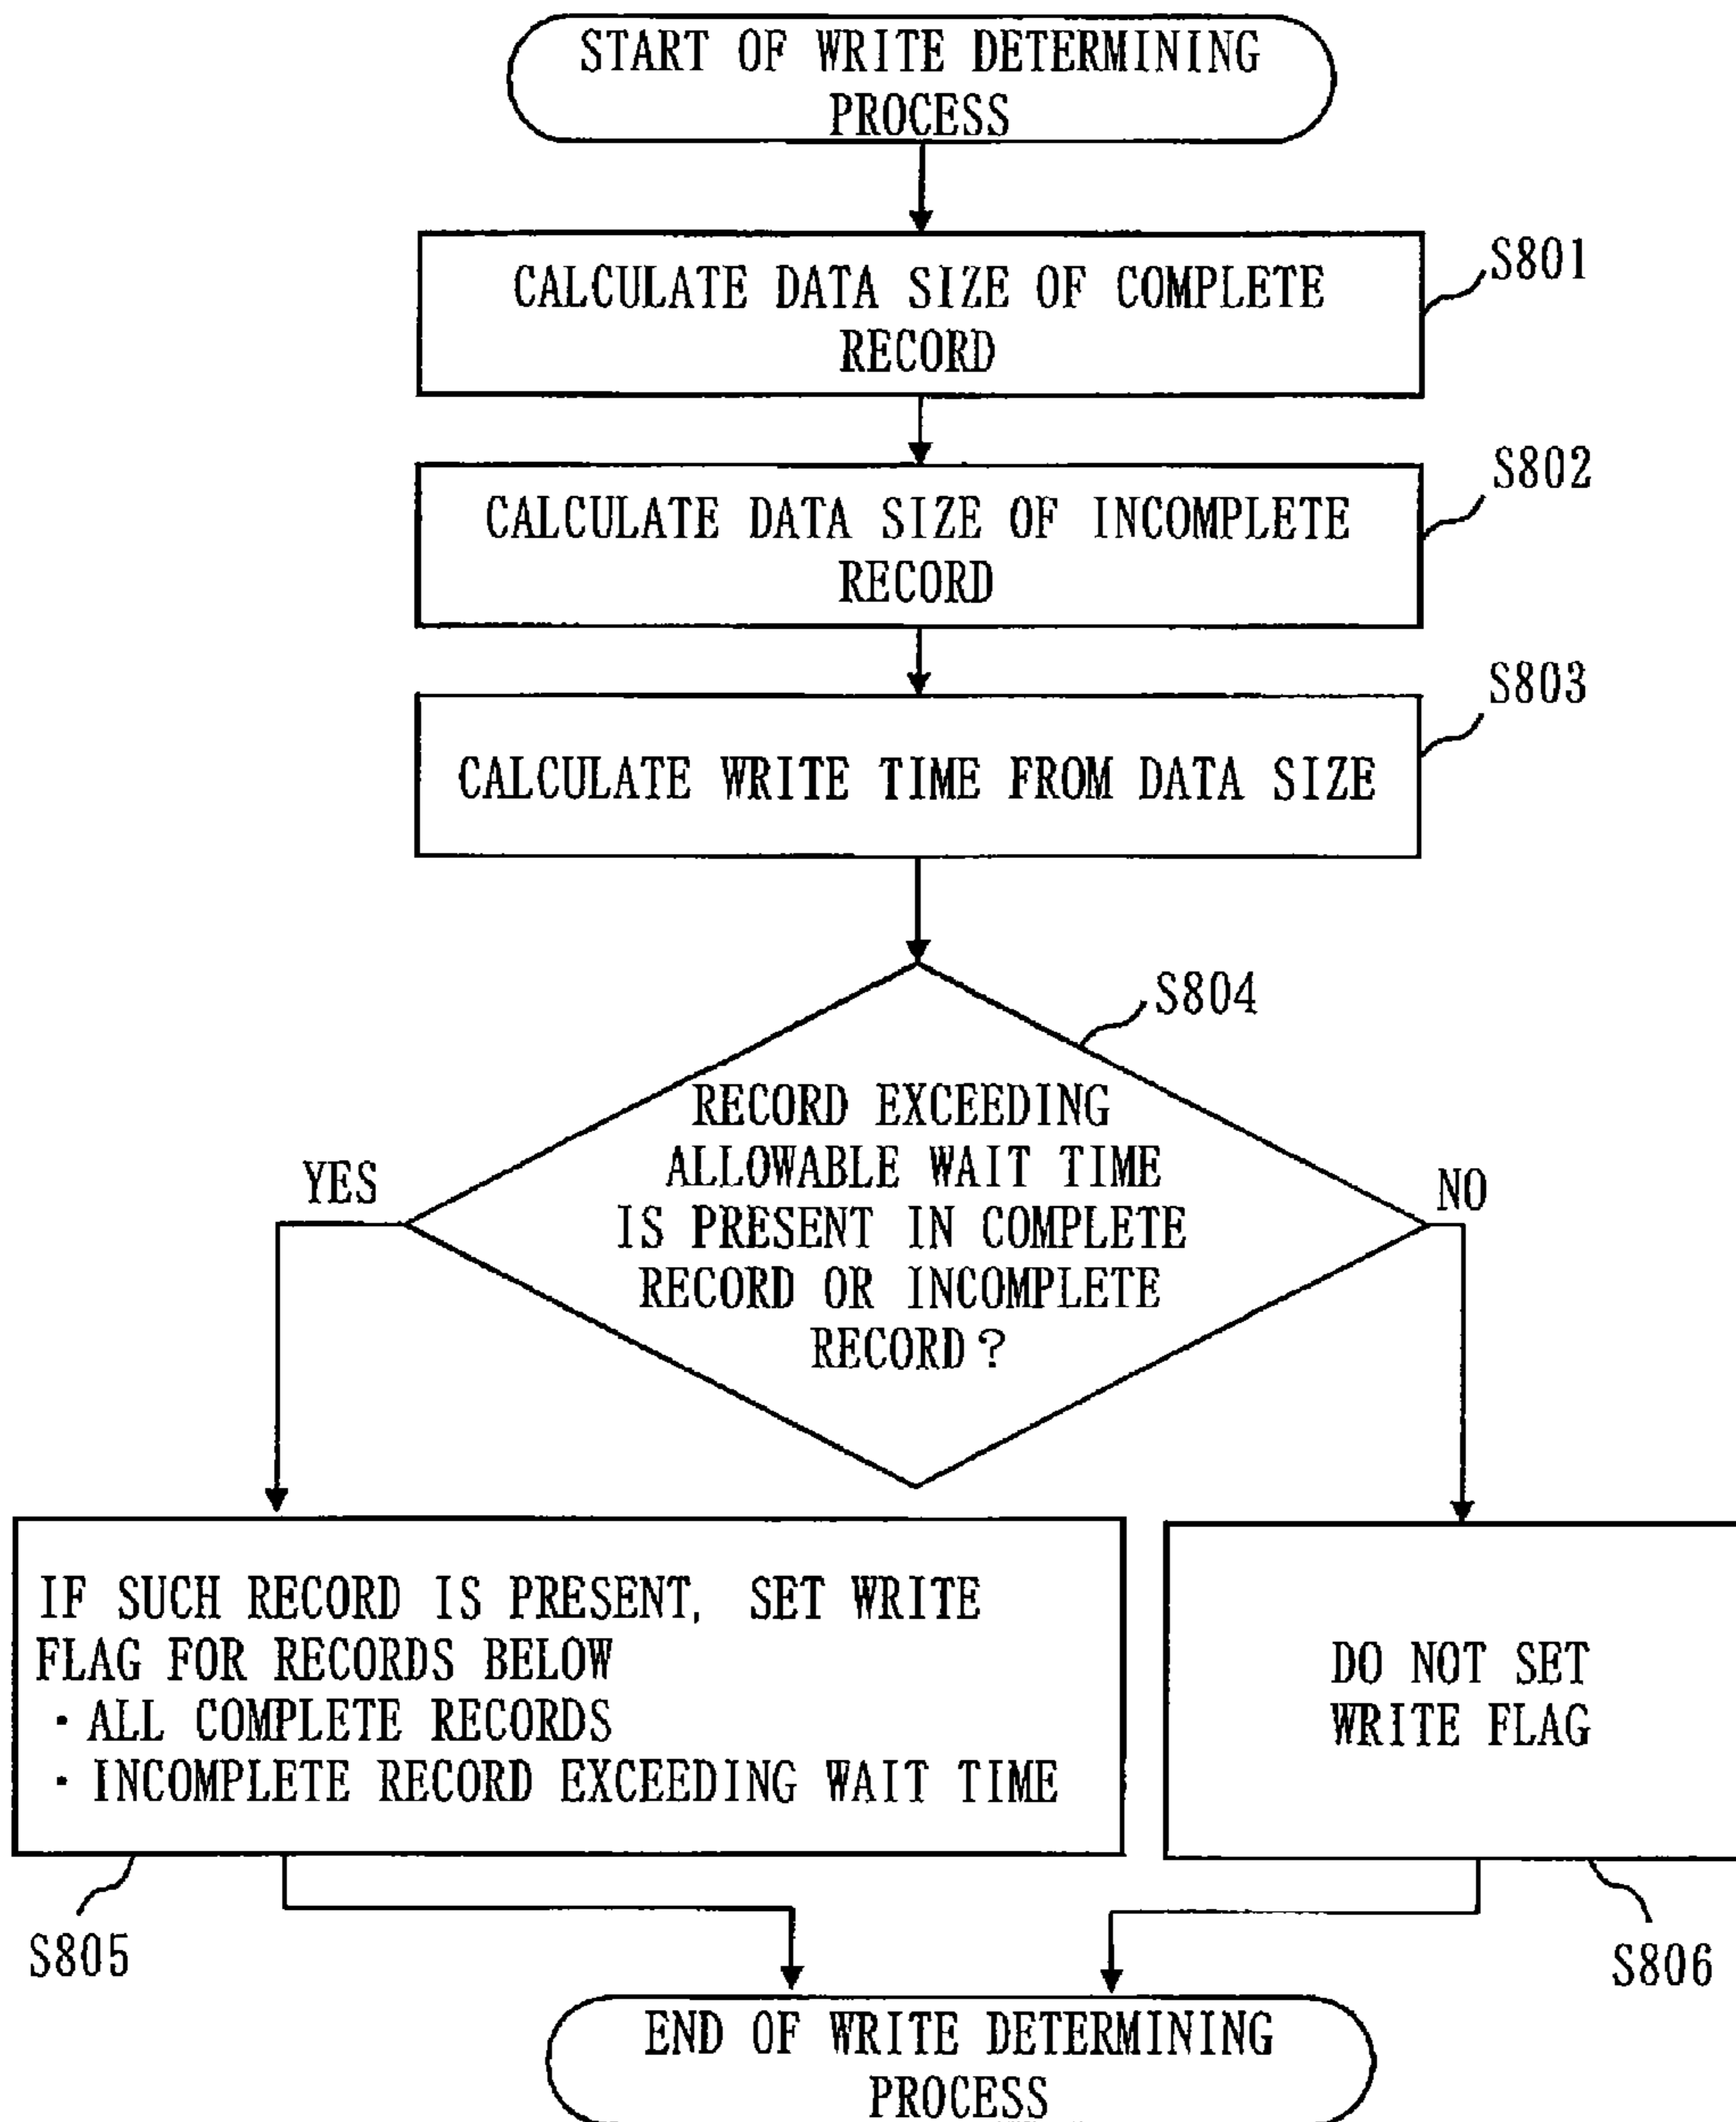 START OF WRITE DETERMINING
PROCESS
CALCULATE DATA SIZE OF COMPLETE
RECORD
S801
CALCULATE DATA SIZE OF INCOMPLETE
RECORD
S802
CALCULATE WRITE TIME FROM DATA SIZE
S803
S804
RECORD EXCEEDING
ALLOWABLE WAIT TIME
IS PRESENT IN COMPLETE
RECORD OR INCOMPLETE
RECORD?
YES
NO
IF SUCH RECORD IS PRESENT, SET WRITE
FLAG FOR RECORDS BELOW
・ALL COMPLETE RECORDS
・INCOMPLETE RECORD EXCEEDING WAIT TIME
S805
DO NOT SET
WRITE FLAG
S806
END OF WRITE DETERMINING
PROCESS